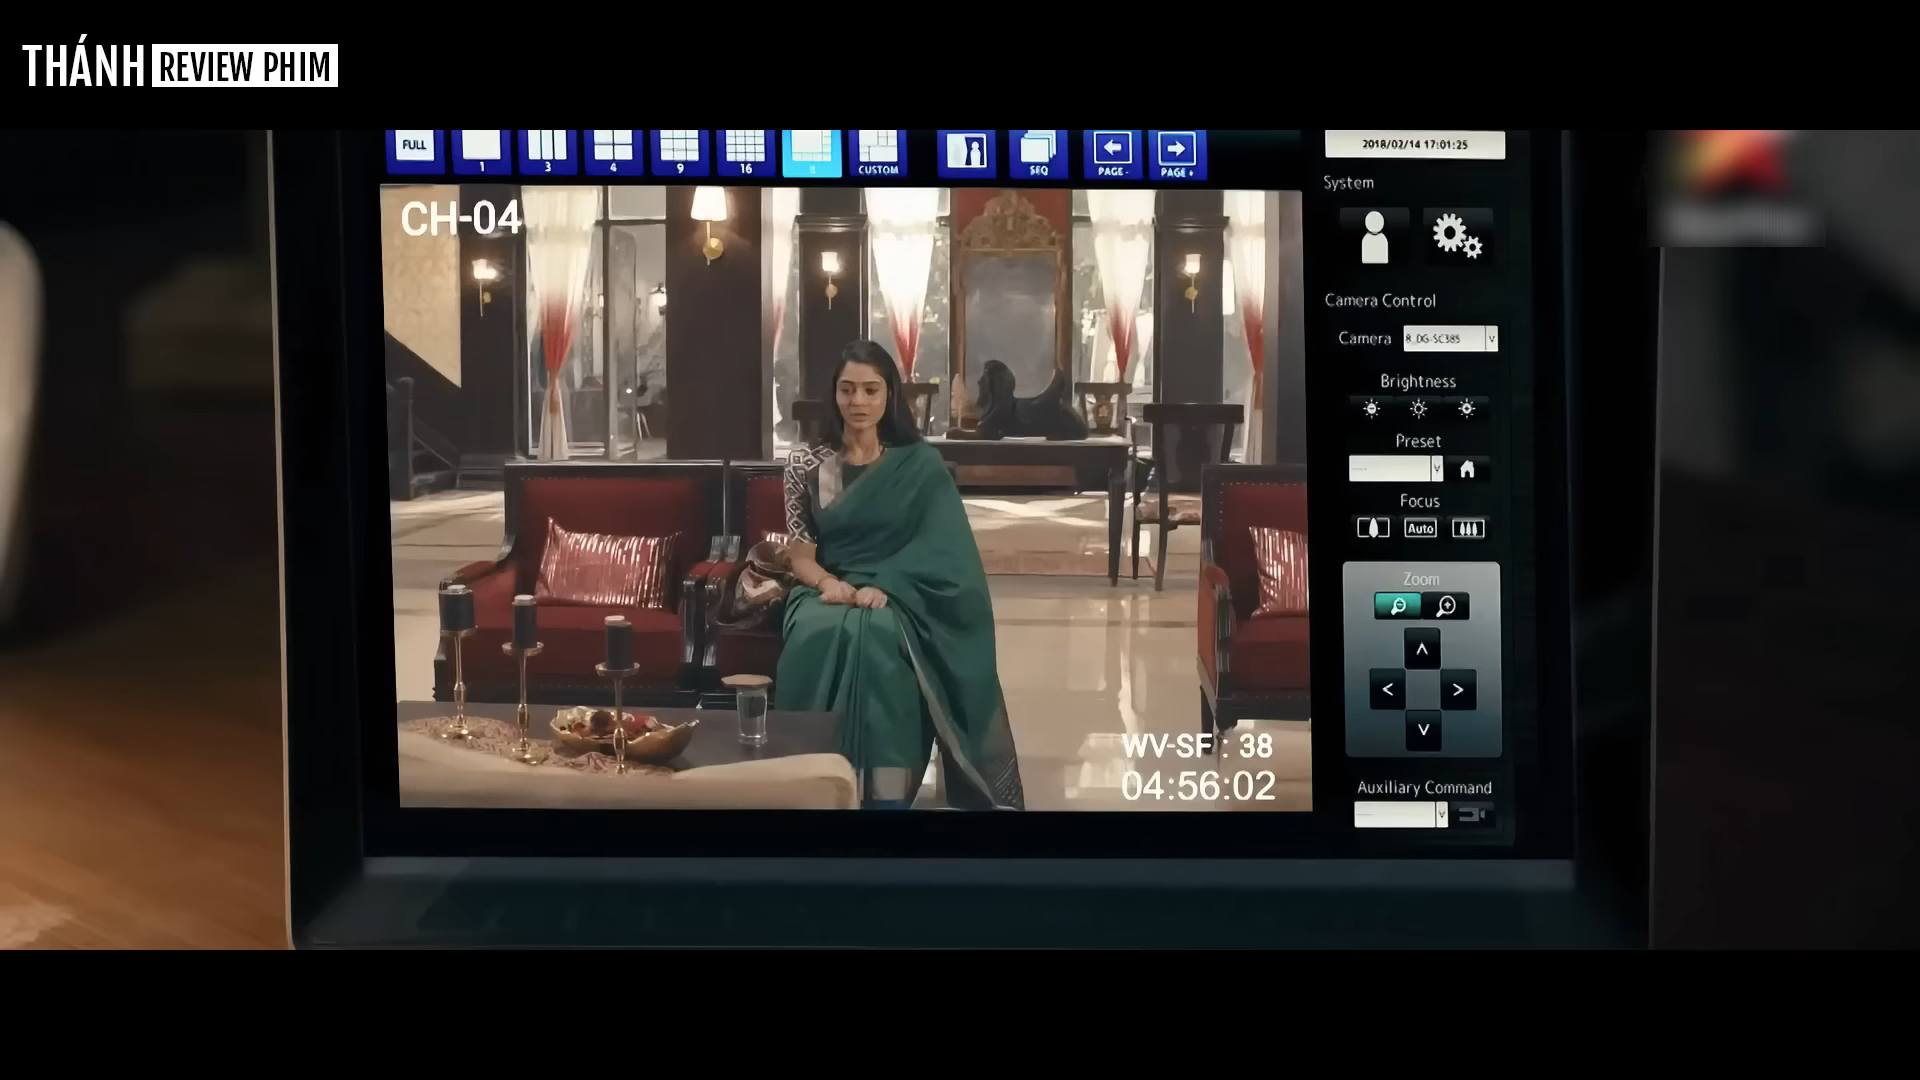 THÁNH REVIEW PHIM
FULL
1
3
4
9
16
CUSTOM
SEQ
PAGE -
PAGE +
2018/02/14 17:01:25
System
CH-04
Camera Control
Camera
8_DG-SC385
Brightness
Preset
Focus
Auto
Zoom
WV-SF : 38
04:56:02
Auxiliary Command